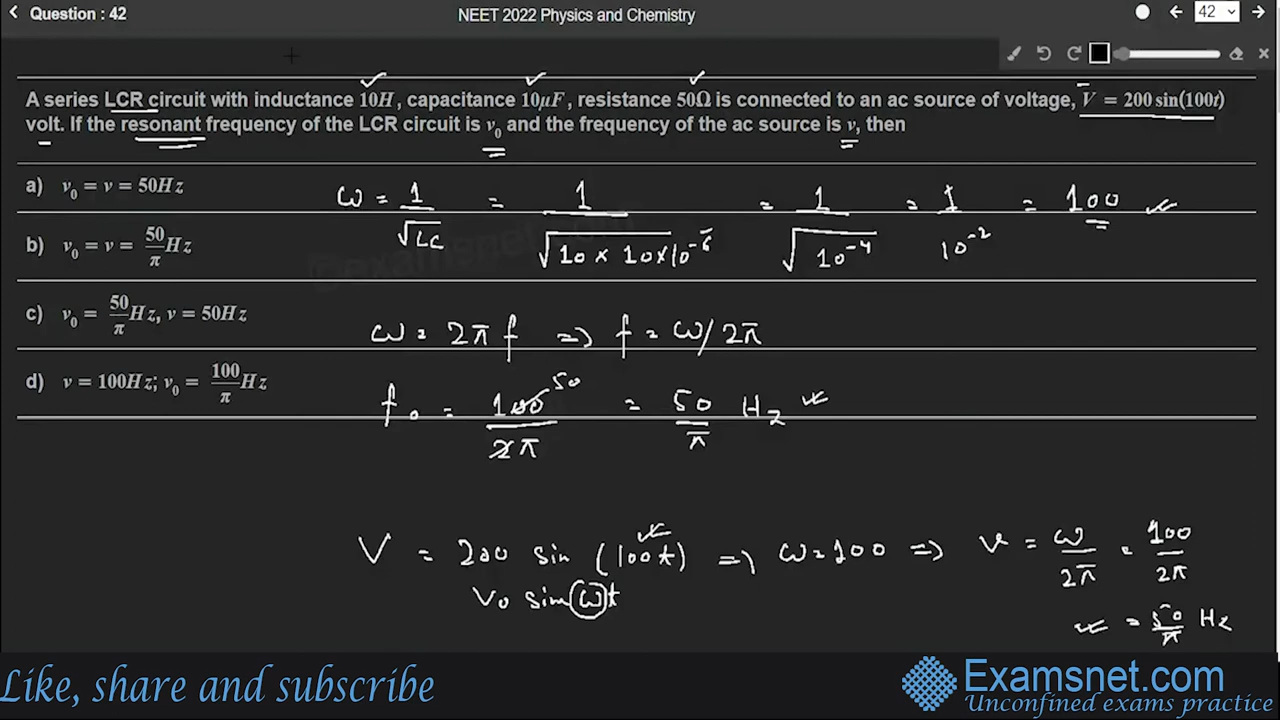 Question : 42
NEET 2022 Physics and Chemistry
42
A series LCR circuit with inductance 10H, capacitance 10μF, resistance 50Ω is connected to an ac source of voltage, V = 200 sin(100t)
volt. If the resonant frequency of the LCR circuit is ν₀ and the frequency of the ac source is ν, then
a) ν₀ = ν = 50Hz
ω = 1/√LC = 1/√10 × 10×10⁻⁶ = 1/√10⁻⁴ = 1/10⁻² = 100
b) ν₀ = ν = 50/π Hz
@examsnet.com
c) ν₀ = 50/π Hz, ν = 50Hz
ω = 2π f ⇒ f = ω/2π
d) ν = 100Hz; ν₀ = 100/π Hz
f₀ = 100/2π 50 = 50/π Hz
V = 200 sin (100t) ⇒ ω = 100 ⇒ ν = ω/2π = 100/2π
V₀ sin ωt
= 50/π Hz
Like, share and subscribe
Examsnet.com
Unconfined exams practice